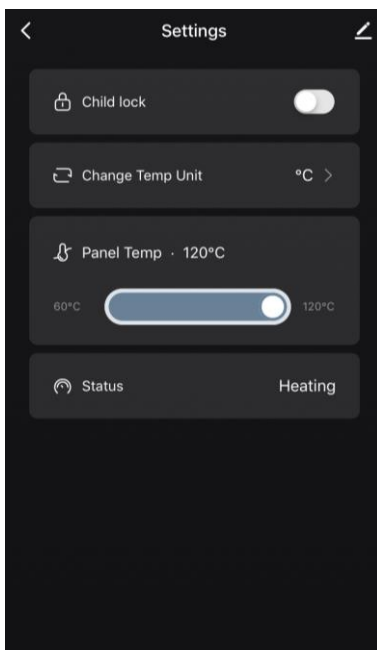 Settings
Child lock
Change Temp Unit °C
Panel Temp · 120°C
60°C 120°C
Status Heating